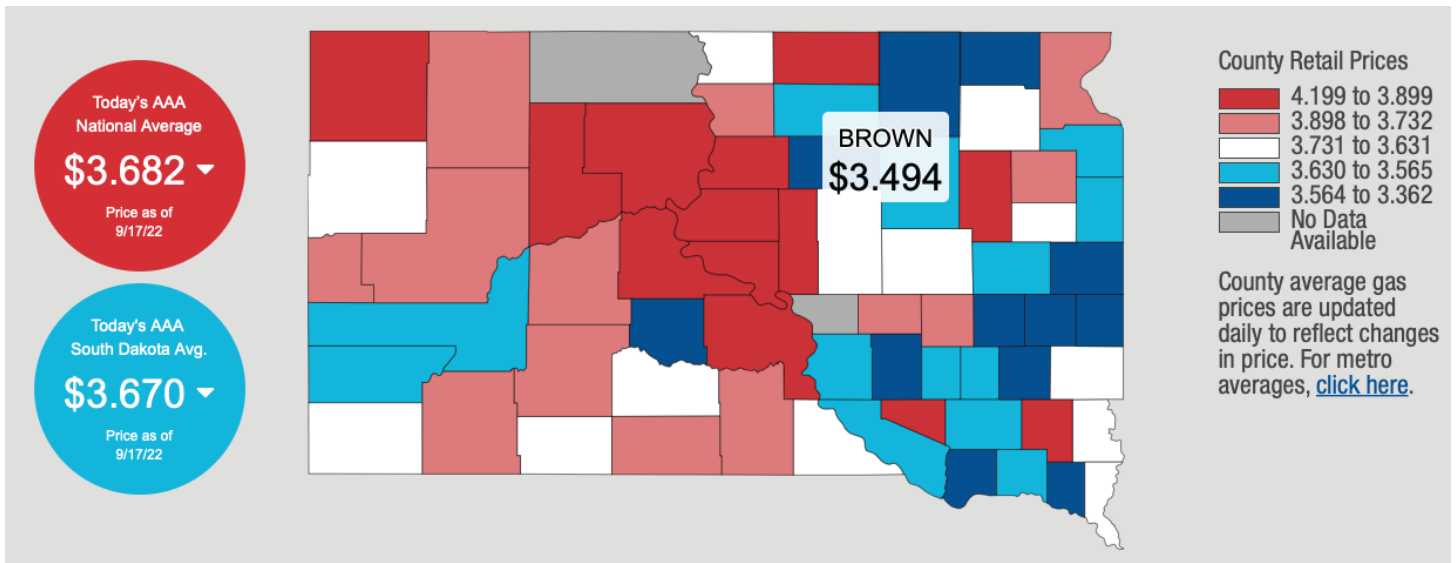 Today's AAA
National Average
$3.682
Price as of
9/17/22
Today's AAA
South Dakota Avg.
$3.670
Price as of
9/17/22
BROWN
$3.494
County Retail Prices
4.199 to 3.899
3.898 to 3.732
3.731 to 3.631
3.630 to 3.565
3.564 to 3.362
No Data
Available
County average gas
prices are updated
daily to reflect changes
in price. For metro
averages, click here.